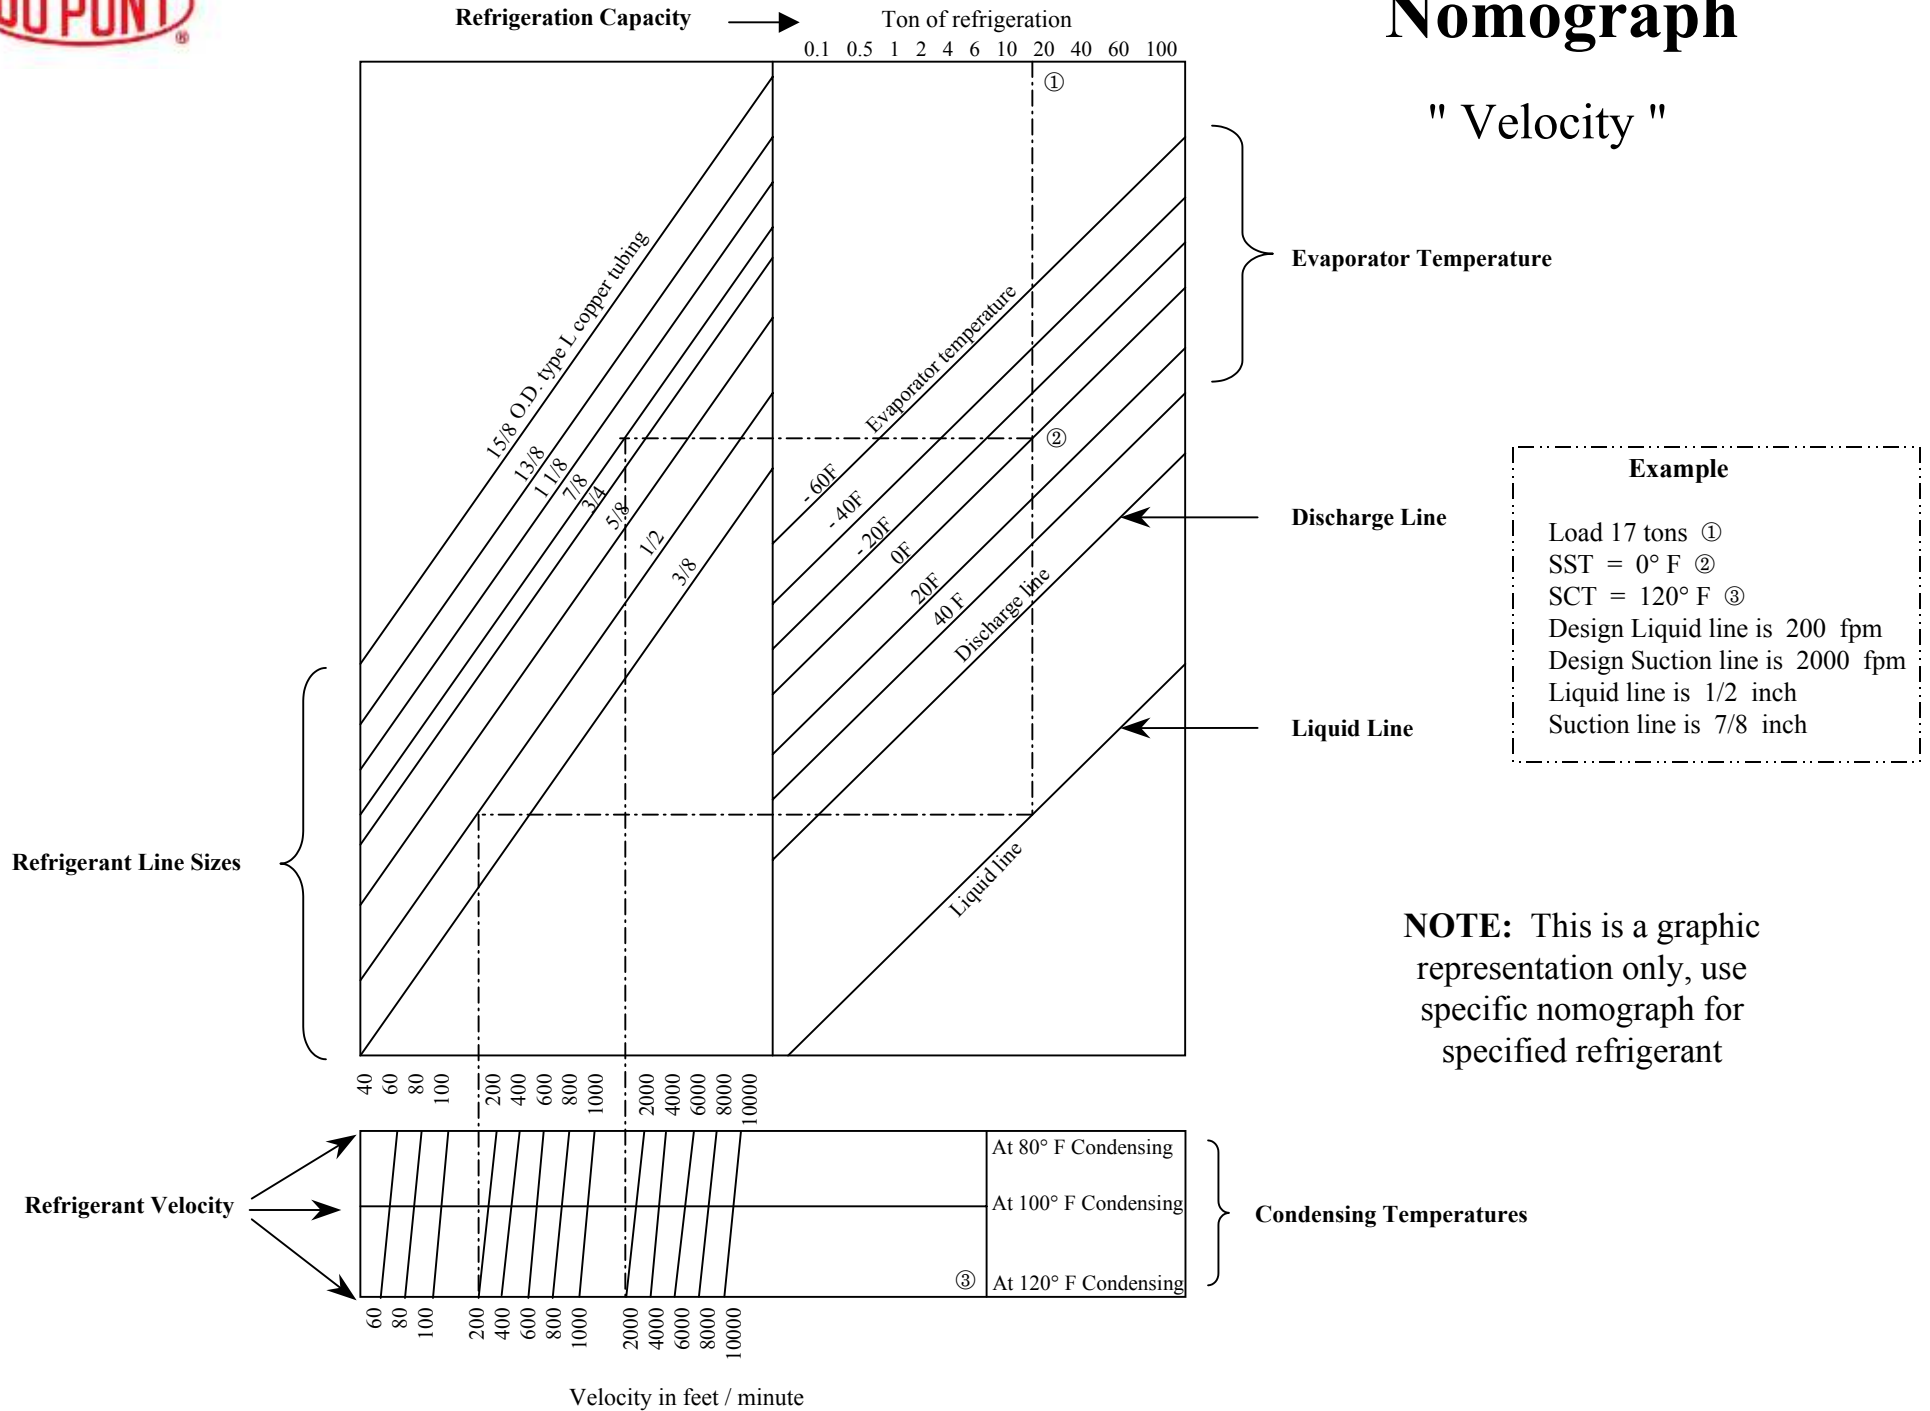 DU PONT
®
Nomograph
" Velocity "
Refrigeration Capacity
Ton of refrigeration
0.1 0.5 1 2 4 6 10 20 40 60 100
①
15/8 O.D. type L copper tubing
13/8
1 1/8
7/8
3/4
5/8
1/2
3/8
Evaporator temperature
- 60F
- 40F
- 20F
0F
20F
40 F
Discharge line
Liquid line
②
Evaporator Temperature
Discharge Line
Liquid Line
Example
Load 17 tons ①
SST = 0° F ②
SCT = 120° F ③
Design Liquid line is 200 fpm
Design Suction line is 2000 fpm
Liquid line is 1/2 inch
Suction line is 7/8 inch
Refrigerant Line Sizes
NOTE: This is a graphic
representation only, use
specific nomograph for
specified refrigerant
40 60 80 100 200 400 600 800 1000 2000 4000 6000 8000 10000
At 80° F Condensing
At 100° F Condensing
③ At 120° F Condensing
Refrigerant Velocity
Condensing Temperatures
60 80 100 200 400 600 800 1000 2000 4000 6000 8000 10000
Velocity in feet / minute